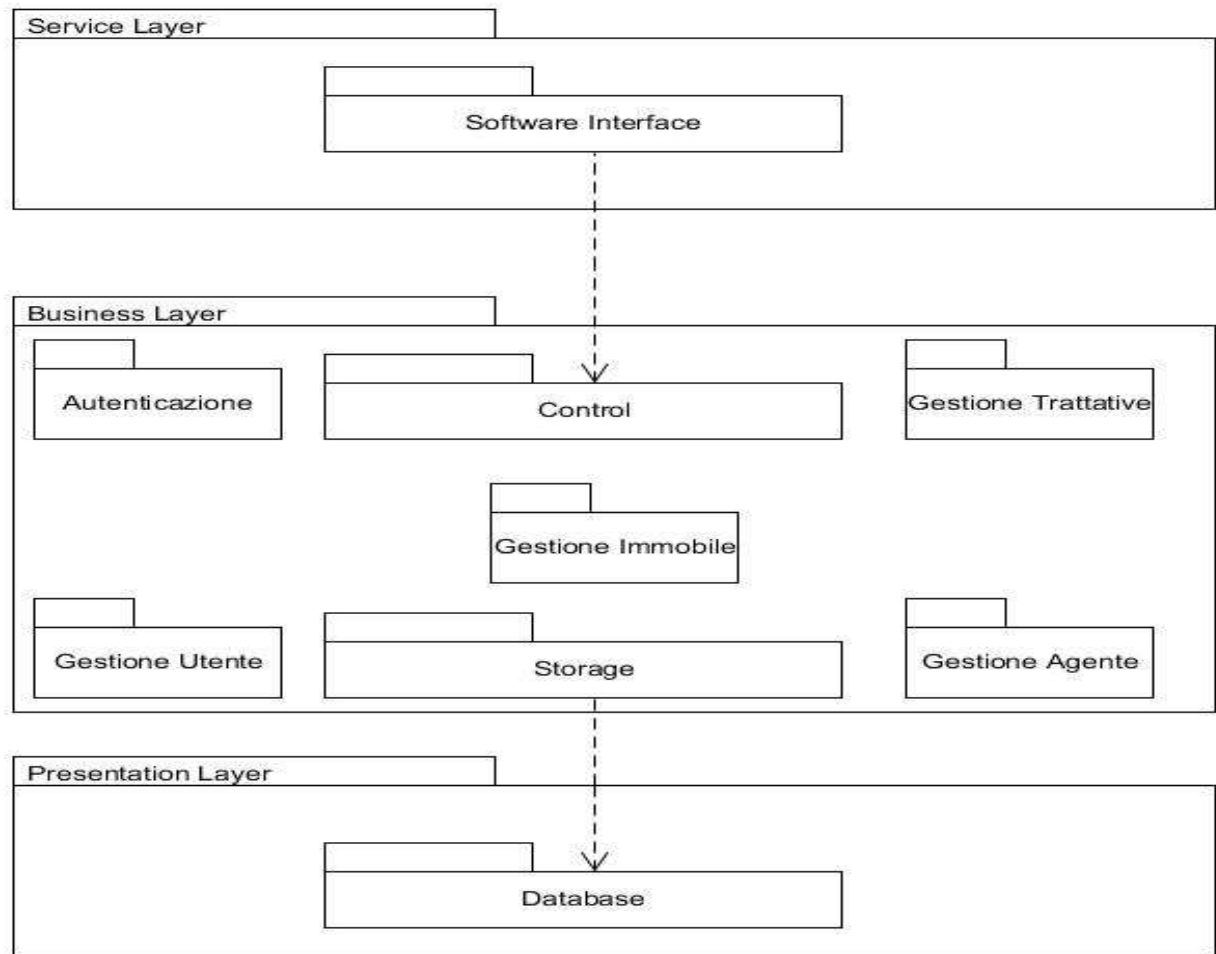 Service Layer
Software Interface
Business Layer
Autenticazione
Control
Gestione Trattative
Gestione Immobile
Gestione Utente
Storage
Gestione Agente
Presentation Layer
Database